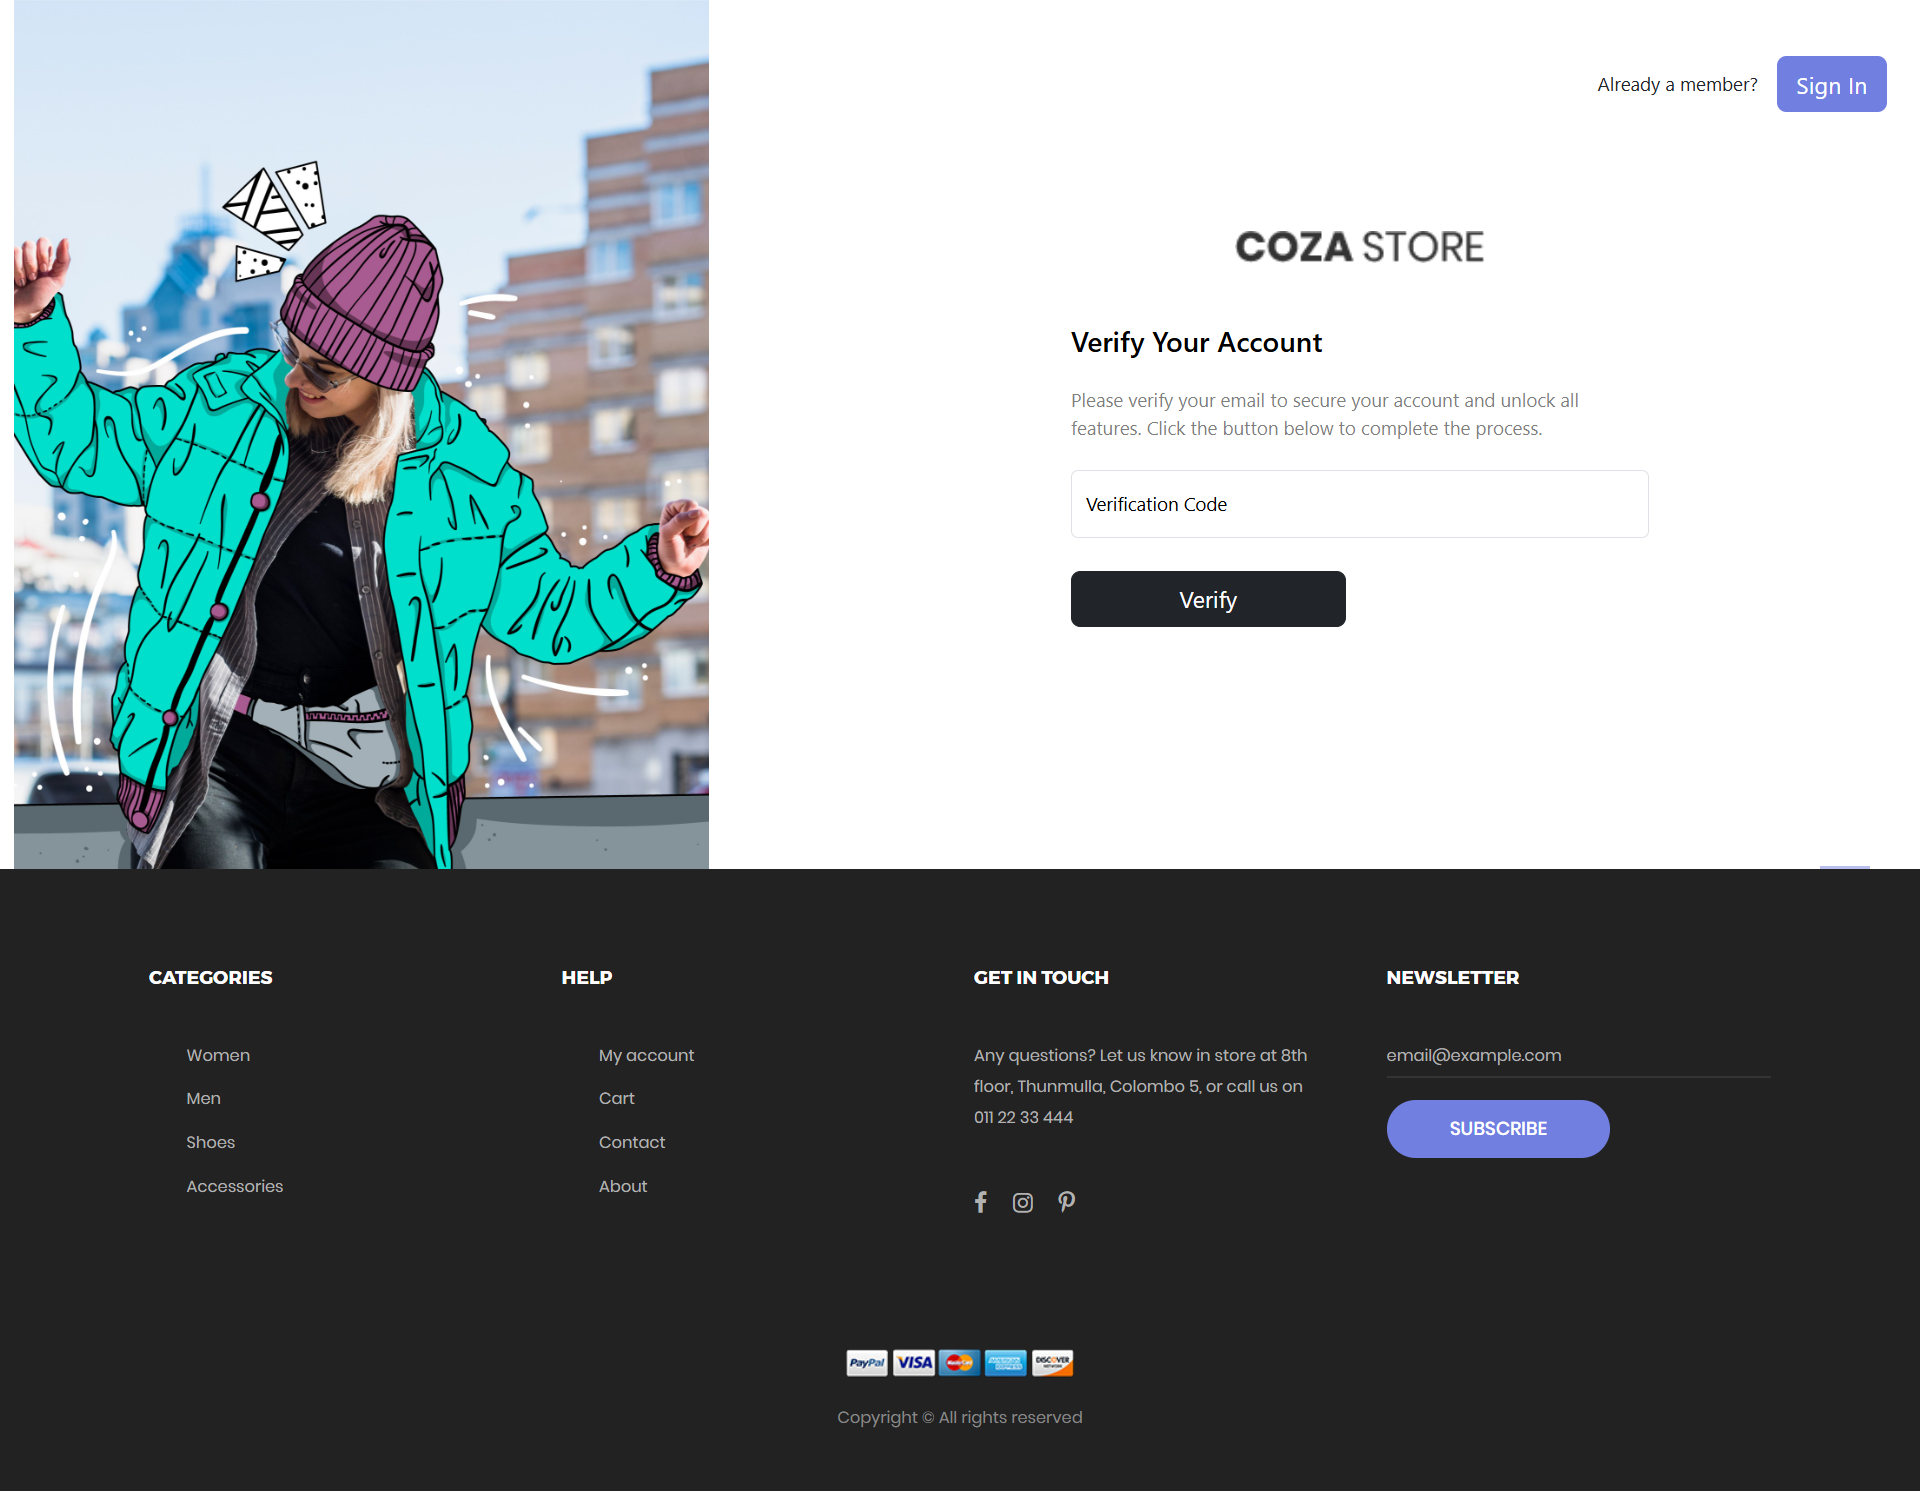 Already a member?
Sign In
COZA STORE
Verify Your Account
Please verify your email to secure your account and unlock all
features. Click the button below to complete the process.
Verification Code
Verify
CATEGORIES
Women
Men
Shoes
Accessories
HELP
My account
Cart
Contact
About
GET IN TOUCH
Any questions? Let us know in store at 8th
floor, Thunmulla, Colombo 5, or call us on
011 22 33 444
NEWSLETTER
email@example.com
SUBSCRIBE
PayPal VISA MasterCard AMERICAN EXPRESS DISCOVER NETWORK
Copyright © All rights reserved